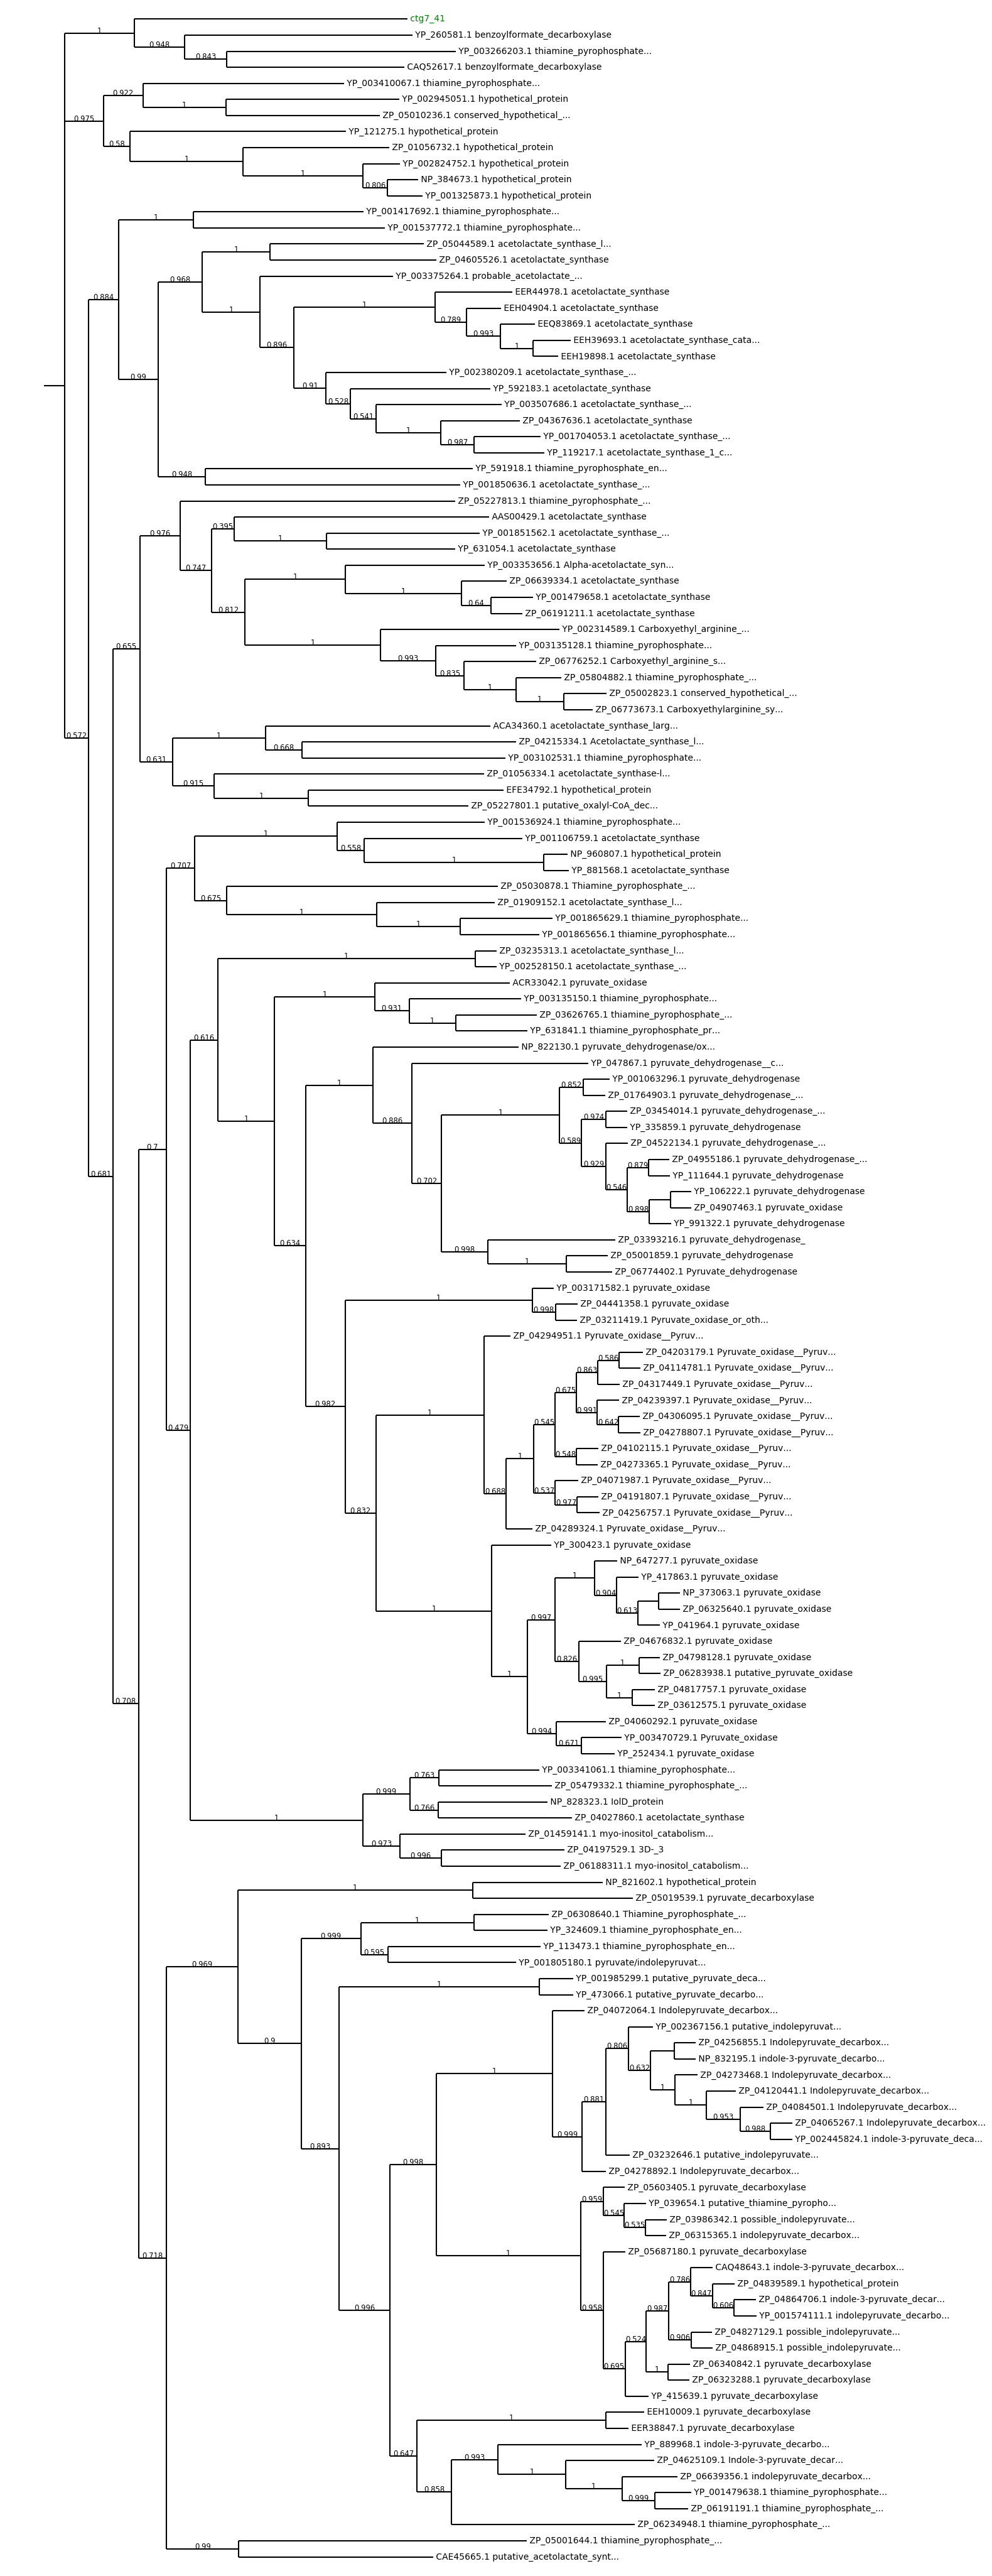 ctg7_41
1
YP_260581.1 benzoylformate_decarboxylase
0.948
YP_003266203.1 thiamine_pyrophosphate...
0.843
CAQ52617.1 benzoylformate_decarboxylase
YP_003410067.1 thiamine_pyrophosphate...
0.922
YP_002945051.1 hypothetical_protein
1
ZP_05010236.1 conserved_hypothetical_...
0.975
YP_121275.1 hypothetical_protein
0.58
ZP_01056732.1 hypothetical_protein
1
YP_002824752.1 hypothetical_protein
1
NP_384673.1 hypothetical_protein
0.806
YP_001325873.1 hypothetical_protein
YP_001417692.1 thiamine_pyrophosphate...
1
YP_001537772.1 thiamine_pyrophosphate...
ZP_05044589.1 acetolactate_synthase_l...
1
ZP_04605526.1 acetolactate_synthase
0.968
YP_003375264.1 probable_acetolactate_...
EER44978.1 acetolactate_synthase
0.884
1
EEH04904.1 acetolactate_synthase
1
0.789
EEQ83869.1 acetolactate_synthase
0.993
EEH39693.1 acetolactate_synthase_cata...
0.896
1
EEH19898.1 acetolactate_synthase
YP_002380209.1 acetolactate_synthase_...
0.99
0.91
YP_592183.1 acetolactate_synthase
0.528
YP_003507686.1 acetolactate_synthase_...
0.541
ZP_04367636.1 acetolactate_synthase
1
YP_001704053.1 acetolactate_synthase_...
0.987
YP_119217.1 acetolactate_synthase_1_c...
YP_591918.1 thiamine_pyrophosphate_en...
0.948
YP_001850636.1 acetolactate_synthase_...
ZP_05227813.1 thiamine_pyrophosphate_...
AAS00429.1 acetolactate_synthase
0.395
0.976
YP_001851562.1 acetolactate_synthase_...
1
YP_631054.1 acetolactate_synthase
YP_003353656.1 Alpha-acetolactate_syn...
0.747
1
ZP_06639334.1 acetolactate_synthase
1
YP_001479658.1 acetolactate_synthase
0.64
0.812
ZP_06191211.1 acetolactate_synthase
YP_002314589.1 Carboxyethyl_arginine_...
0.655
1
YP_003135128.1 thiamine_pyrophosphate...
0.993
ZP_06776252.1 Carboxyethyl_arginine_s...
0.835
ZP_05804882.1 thiamine_pyrophosphate_...
1
ZP_05002823.1 conserved_hypothetical_...
1
ZP_06773673.1 Carboxyethylarginine_sy...
ACA34360.1 acetolactate_synthase_larg...
0.572
1
ZP_04215334.1 Acetolactate_synthase_l...
0.668
YP_003102531.1 thiamine_pyrophosphate...
0.631
ZP_01056334.1 acetolactate_synthase-l...
0.915
EFE34792.1 hypothetical_protein
1
ZP_05227801.1 putative_oxalyl-CoA_dec...
YP_001536924.1 thiamine_pyrophosphate...
1
YP_001106759.1 acetolactate_synthase
0.558
NP_960807.1 hypothetical_protein
1
0.707
YP_881568.1 acetolactate_synthase
ZP_05030878.1 Thiamine_pyrophosphate_...
0.675
ZP_01909152.1 acetolactate_synthase_l...
1
YP_001865629.1 thiamine_pyrophosphate...
1
YP_001865656.1 thiamine_pyrophosphate...
ZP_03235313.1 acetolactate_synthase_l...
1
YP_002528150.1 acetolactate_synthase_...
ACR33042.1 pyruvate_oxidase
1
YP_003135150.1 thiamine_pyrophosphate...
0.931
ZP_03626765.1 thiamine_pyrophosphate_...
1
YP_631841.1 thiamine_pyrophosphate_pr...
0.616
NP_822130.1 pyruvate_dehydrogenase/ox...
YP_047867.1 pyruvate_dehydrogenase__c...
YP_001063296.1 pyruvate_dehydrogenase
1
0.852
ZP_01764903.1 pyruvate_dehydrogenase_...
ZP_03454014.1 pyruvate_dehydrogenase_...
1
0.974
1
0.886
YP_335859.1 pyruvate_dehydrogenase
0.589
ZP_04522134.1 pyruvate_dehydrogenase_...
0.7
ZP_04955186.1 pyruvate_dehydrogenase_...
0.929
0.879
YP_111644.1 pyruvate_dehydrogenase
0.681
0.702
0.546
YP_106222.1 pyruvate_dehydrogenase
ZP_04907463.1 pyruvate_oxidase
0.898
YP_991322.1 pyruvate_dehydrogenase
ZP_03393216.1 pyruvate_dehydrogenase_
0.634
0.998
ZP_05001859.1 pyruvate_dehydrogenase
1
ZP_06774402.1 Pyruvate_dehydrogenase
YP_003171582.1 pyruvate_oxidase
1
ZP_04441358.1 pyruvate_oxidase
0.998
ZP_03211419.1 Pyruvate_oxidase_or_oth...
ZP_04294951.1 Pyruvate_oxidase__Pyruv...
ZP_04203179.1 Pyruvate_oxidase__Pyruv...
0.586
ZP_04114781.1 Pyruvate_oxidase__Pyruv...
0.863
ZP_04317449.1 Pyruvate_oxidase__Pyruv...
0.675
ZP_04239397.1 Pyruvate_oxidase__Pyruv...
0.982
0.991
ZP_04306095.1 Pyruvate_oxidase__Pyruv...
1
0.545
0.642
0.479
ZP_04278807.1 Pyruvate_oxidase__Pyruv...
ZP_04102115.1 Pyruvate_oxidase__Pyruv...
1
0.548
ZP_04273365.1 Pyruvate_oxidase__Pyruv...
ZP_04071987.1 Pyruvate_oxidase__Pyruv...
0.688
0.537
ZP_04191807.1 Pyruvate_oxidase__Pyruv...
0.977
0.832
ZP_04256757.1 Pyruvate_oxidase__Pyruv...
ZP_04289324.1 Pyruvate_oxidase__Pyruv...
YP_300423.1 pyruvate_oxidase
NP_647277.1 pyruvate_oxidase
1
YP_417863.1 pyruvate_oxidase
0.904
NP_373063.1 pyruvate_oxidase
1
0.613
ZP_06325640.1 pyruvate_oxidase
0.997
YP_041964.1 pyruvate_oxidase
ZP_04676832.1 pyruvate_oxidase
0.826
ZP_04798128.1 pyruvate_oxidase
1
1
ZP_06283938.1 putative_pyruvate_oxidase
0.995
ZP_04817757.1 pyruvate_oxidase
1
0.708
ZP_03612575.1 pyruvate_oxidase
ZP_04060292.1 pyruvate_oxidase
0.994
YP_003470729.1 Pyruvate_oxidase
0.671
YP_252434.1 pyruvate_oxidase
YP_003341061.1 thiamine_pyrophosphate...
0.763
ZP_05479332.1 thiamine_pyrophosphate_...
0.999
NP_828323.1 IolD_protein
0.766
1
ZP_04027860.1 acetolactate_synthase
ZP_01459141.1 myo-inositol_catabolism...
0.973
ZP_04197529.1 3D-_3
0.996
ZP_06188311.1 myo-inositol_catabolism...
NP_821602.1 hypothetical_protein
1
ZP_05019539.1 pyruvate_decarboxylase
ZP_06308640.1 Thiamine_pyrophosphate_...
1
YP_324609.1 thiamine_pyrophosphate_en...
0.999
YP_113473.1 thiamine_pyrophosphate_en...
0.595
YP_001805180.1 pyruvate/indolepyruvat...
0.969
YP_001985299.1 putative_pyruvate_deca...
1
YP_473066.1 putative_pyruvate_decarbo...
ZP_04072064.1 Indolepyruvate_decarbox...
YP_002367156.1 putative_indolepyruvat...
0.9
ZP_04256855.1 Indolepyruvate_decarbox...
0.806
NP_832195.1 indole-3-pyruvate_decarbo...
0.632
1
ZP_04273468.1 Indolepyruvate_decarbox...
1
ZP_04120441.1 Indolepyruvate_decarbox...
0.881
1
ZP_04084501.1 Indolepyruvate_decarbox...
0.953
ZP_04065267.1 Indolepyruvate_decarbox...
0.999
0.988
YP_002445824.1 indole-3-pyruvate_deca...
0.893
ZP_03232646.1 putative_indolepyruvate...
0.998
ZP_04278892.1 Indolepyruvate_decarbox...
ZP_05603405.1 pyruvate_decarboxylase
0.959
YP_039654.1 putative_thiamine_pyropho...
0.545
ZP_03986342.1 possible_indolepyruvate...
0.535
ZP_06315365.1 indolepyruvate_decarbox...
0.718
1
ZP_05687180.1 pyruvate_decarboxylase
CAQ48643.1 indole-3-pyruvate_decarbox...
0.786
ZP_04839589.1 hypothetical_protein
0.847
ZP_04864706.1 indole-3-pyruvate_decar...
0.996
0.958
0.987
0.606
YP_001574111.1 indolepyruvate_decarbo...
ZP_04827129.1 possible_indolepyruvate...
0.524
0.906
ZP_04868915.1 possible_indolepyruvate...
ZP_06340842.1 pyruvate_decarboxylase
0.695
1
ZP_06323288.1 pyruvate_decarboxylase
YP_415639.1 pyruvate_decarboxylase
EEH10009.1 pyruvate_decarboxylase
1
EER38847.1 pyruvate_decarboxylase
YP_889968.1 indole-3-pyruvate_decarbo...
0.647
0.993
ZP_04625109.1 Indole-3-pyruvate_decar...
1
ZP_06639356.1 indolepyruvate_decarbox...
0.858
1
YP_001479638.1 thiamine_pyrophosphate...
0.999
ZP_06191191.1 thiamine_pyrophosphate_...
ZP_06234948.1 thiamine_pyrophosphate_...
ZP_05001644.1 thiamine_pyrophosphate_...
0.99
CAE45665.1 putative_acetolactate_synt...